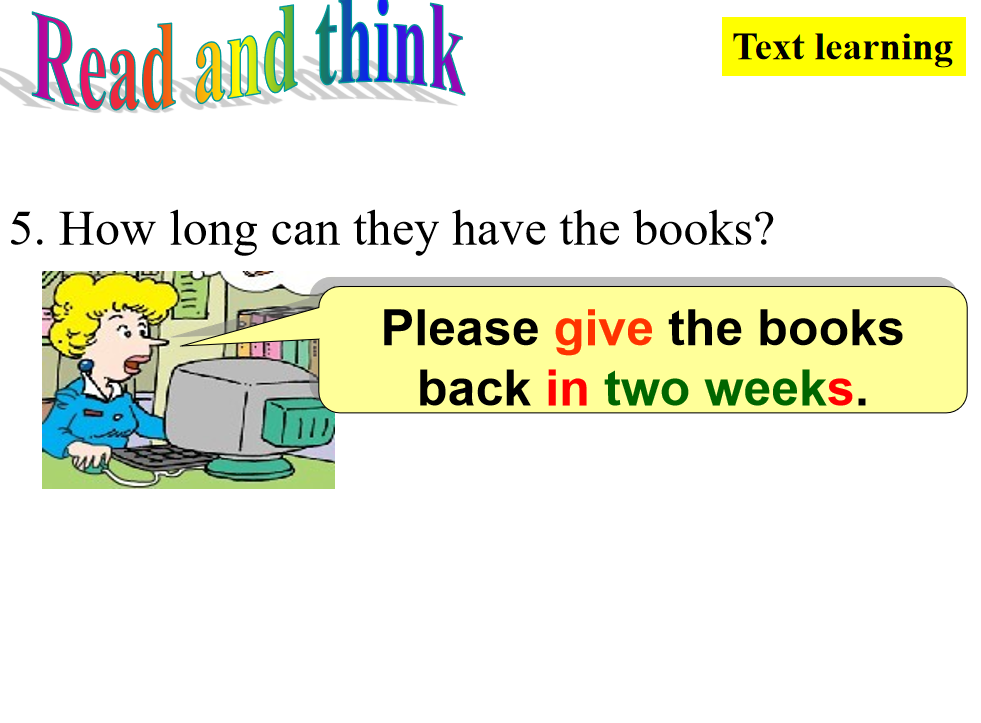 Read and think
Text learning
5. How long can they have the books?
Please give the books
back in two weeks.